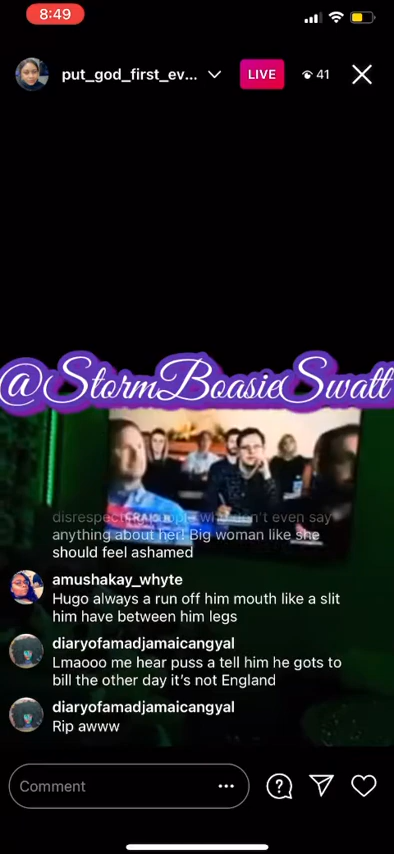 8:49
put_god_first_ev...
LIVE
41
@StormBoasieSwatt
anything about her! Big woman like she
should feel ashamed
amushakay_whyte
Hugo always a run off him mouth like a slit
him have between him legs
diaryofamadjamaicangyal
Lmaooo me hear puss a tell him he gots to
bill the other day it's not England
diaryofamadjamaicangyal
Rip awww
Comment